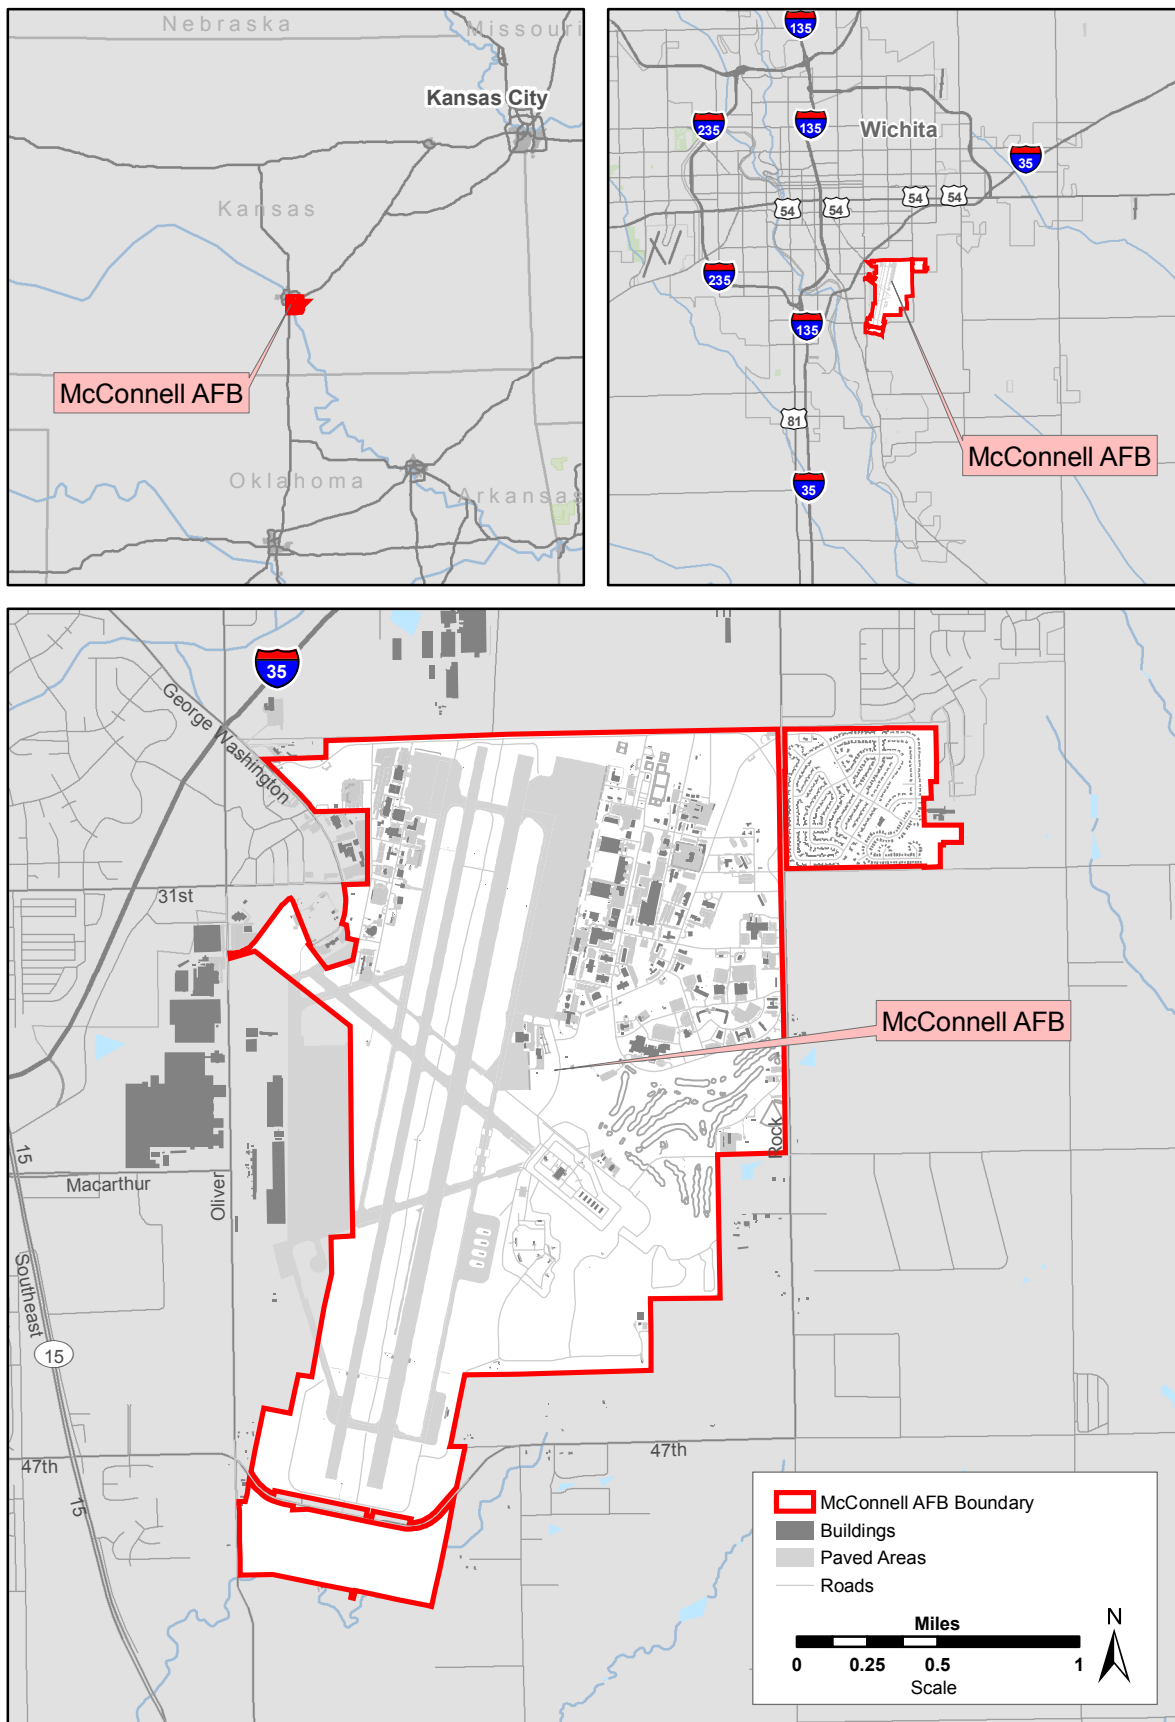 Nebraska
Missouri
Kansas City
Kansas
McConnell AFB
Oklahoma
Arkansas
135
235
135
Wichita
35
54
54
54
54
235
135
McConnell AFB
81
35
35
George Washington
31st
McConnell AFB
Rock
15
Macarthur
Oliver
Southeast
15
47th
47th
15
McConnell AFB Boundary
Buildings
Paved Areas
Roads
Miles
N
0 0.25 0.5 1
Scale